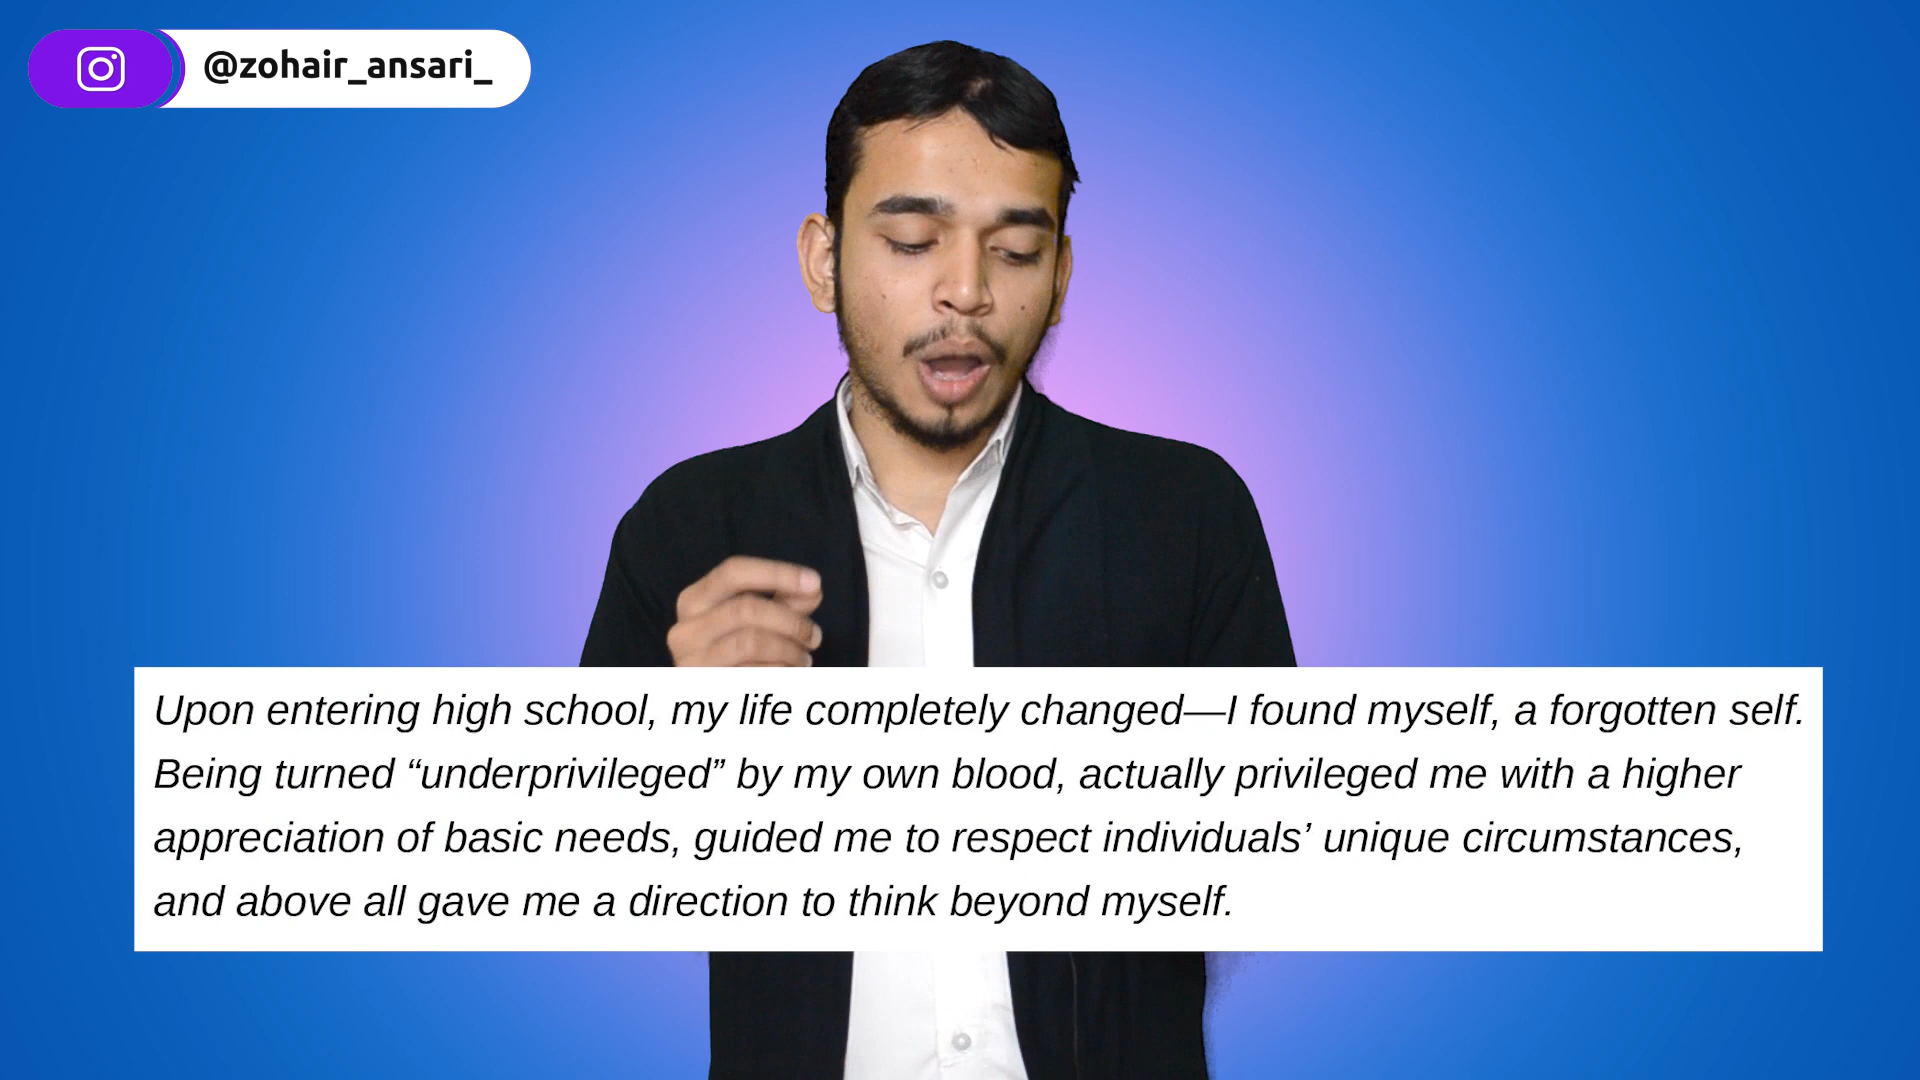 @zohair_ansari_
Upon entering high school, my life completely changed—I found myself, a forgotten self.
Being turned “underprivileged” by my own blood, actually privileged me with a higher
appreciation of basic needs, guided me to respect individuals’ unique circumstances,
and above all gave me a direction to think beyond myself.